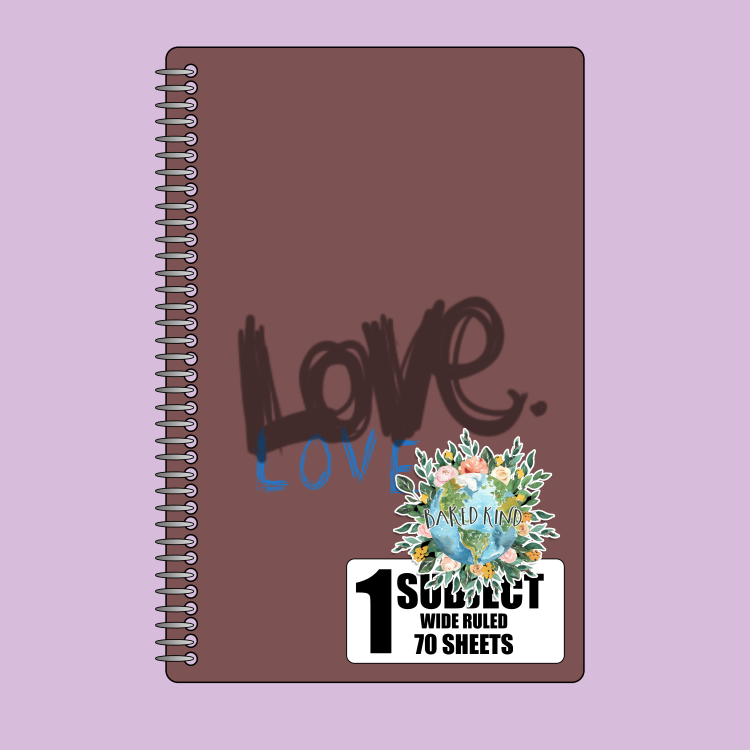 Love.
LOVE
BAKED KIND
1 SUBJECT
WIDE RULED
70 SHEETS